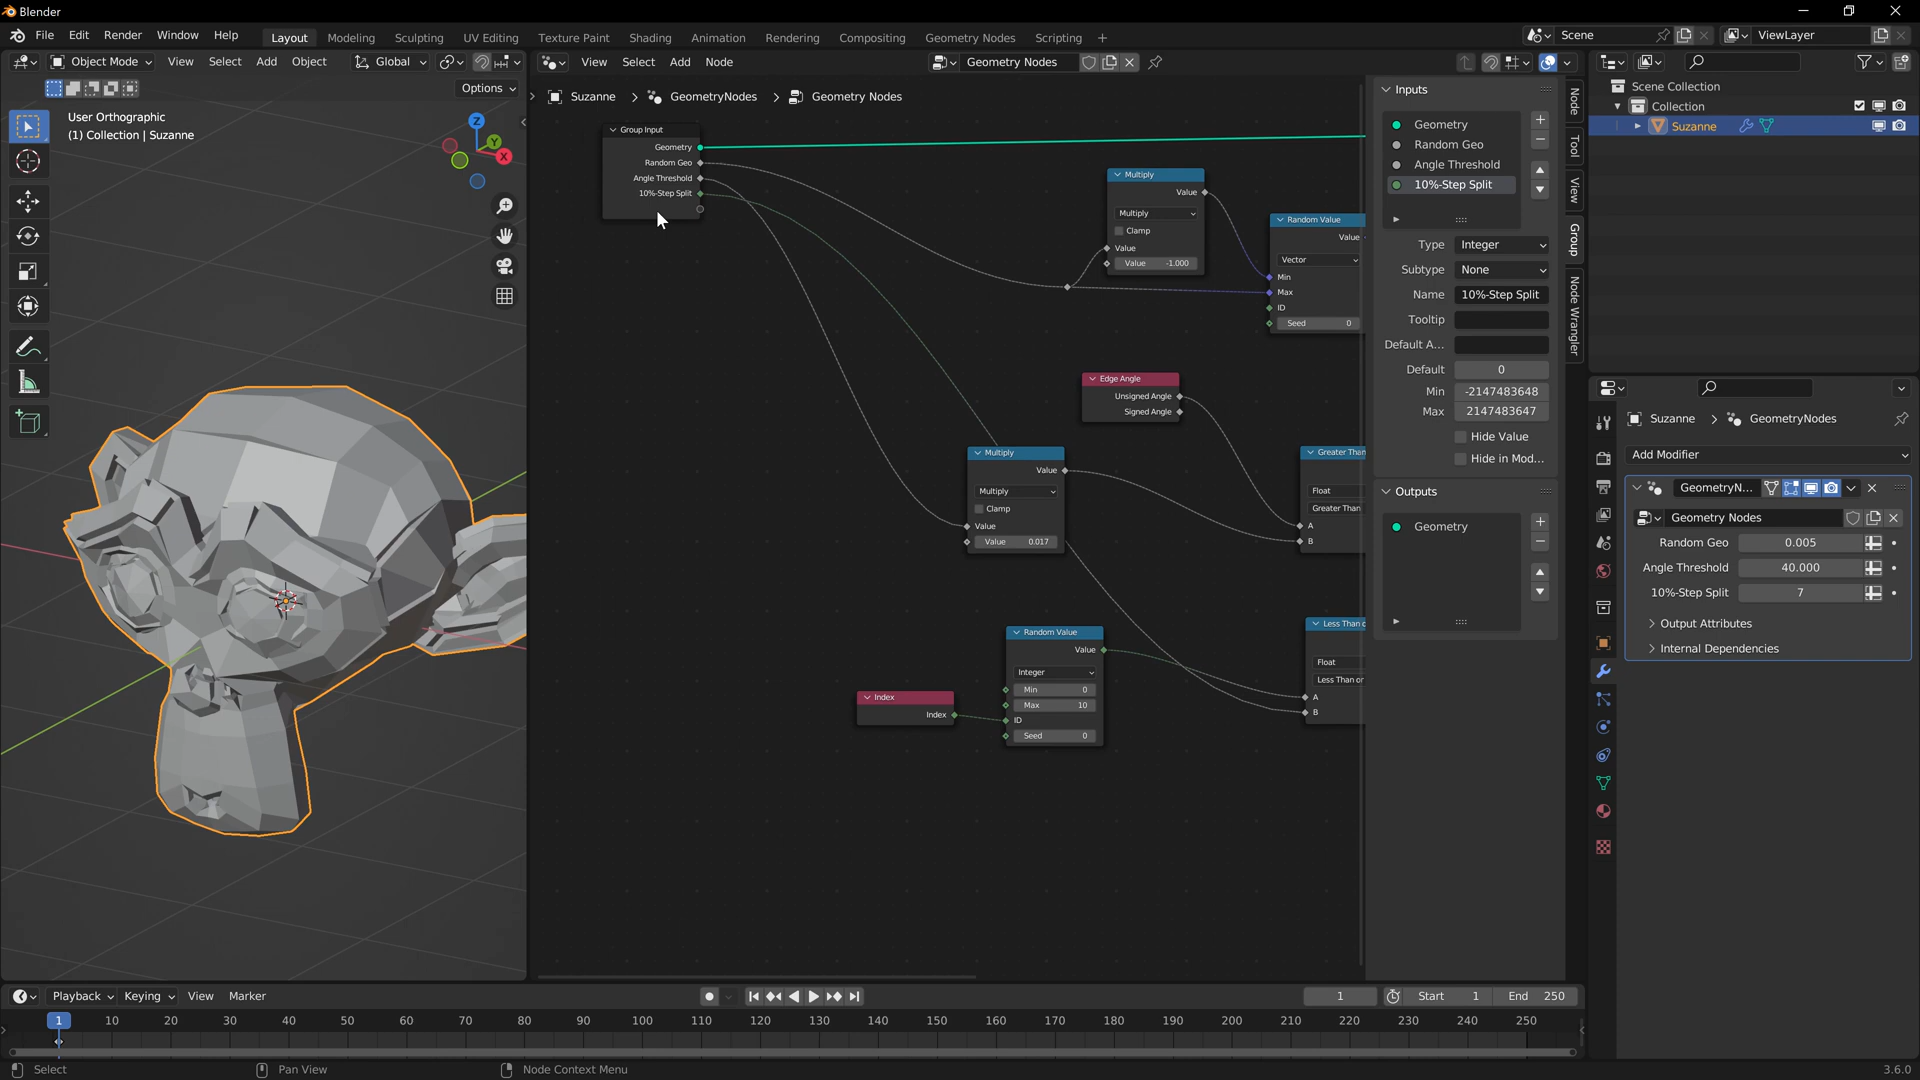 Blender
File Edit Render Window Help Layout Modeling Sculpting UV Editing Texture Paint Shading Animation Rendering Compositing Geometry Nodes Scripting + Scene ViewLayer
Object Mode View Select Add Object Global
Options
User Orthographic
(1) Collection | Suzanne
Z
Y
X
View Select Add Node Geometry Nodes
Suzanne > GeometryNodes > Geometry Nodes
Group Input
Geometry
Random Geo
Angle Threshold
10%-Step Split
Multiply
Value
Multiply
Clamp
Value
Value -1.000
Random Value
Value
Vector
Min
Max
ID
Seed 0
Edge Angle
Unsigned Angle
Signed Angle
Multiply
Value
Multiply
Clamp
Value
Value 0.017
Greater Than
Float
Greater Than
A
B
Random Value
Value
Integer
Min 0
Max 10
ID
Seed 0
Index
Index
Less Than o
Float
Less Than or
A
B
Inputs
Geometry
Random Geo
Angle Threshold
10%-Step Split
Type Integer
Subtype None
Name 10%-Step Split
Tooltip
Default A...
Default 0
Min -2147483648
Max 2147483647
Hide Value
Hide in Mod...
Outputs
Geometry
Node
Tool
View
Group
Node Wrangler
Scene Collection
Collection
Suzanne
Suzanne > GeometryNodes
Add Modifier
GeometryN...
Geometry Nodes
Random Geo 0.005
Angle Threshold 40.000
10%-Step Split 7
Output Attributes
Internal Dependencies
Playback Keying View Marker 1 Start 1 End 250
1 10 20 30 40 50 60 70 80 90 100 110 120 130 140 150 160 170 180 190 200 210 220 230 240 250
Select Pan View Node Context Menu 3.6.0